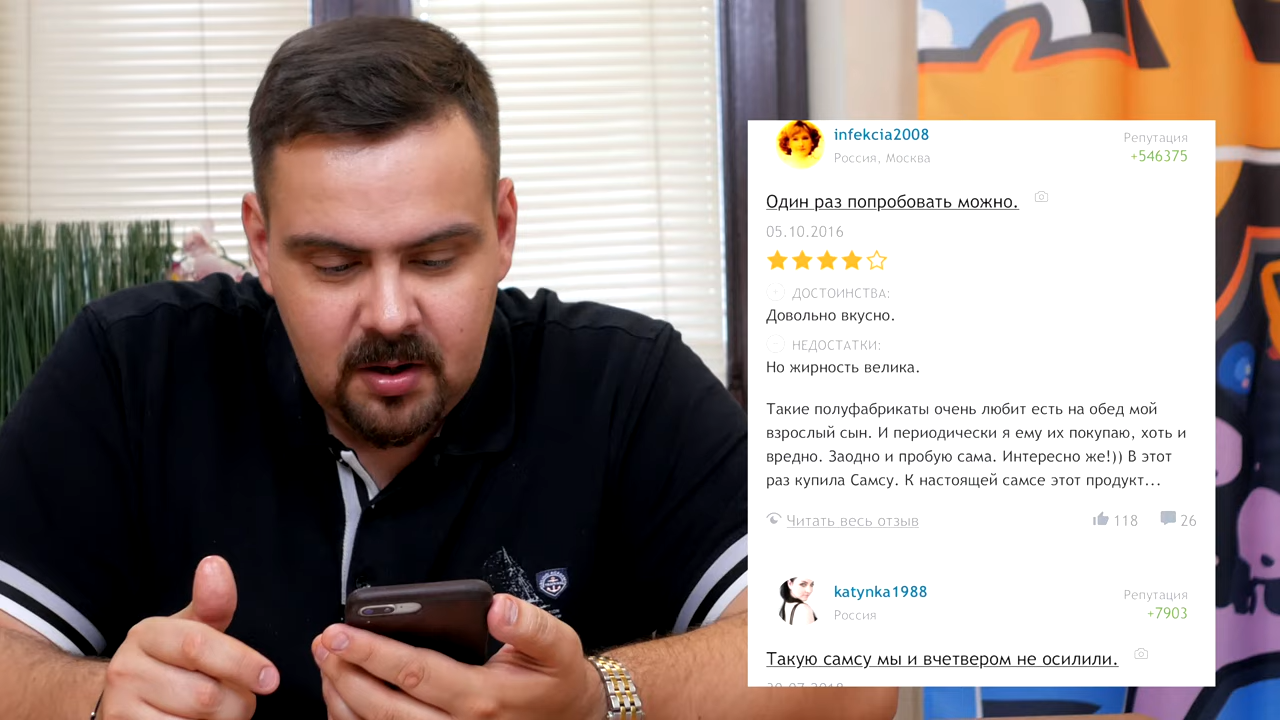 infekcia2008
Репутация
Россия, Москва
+546375
Один раз попробовать можно.
05.10.2016
ДОСТОИНСТВА:
Довольно вкусно.
НЕДОСТАТКИ:
Но жирность велика.
Такие полуфабрикаты очень любит есть на обед мой
взрослый сын. И периодически я ему их покупаю, хоть и
вредно. Заодно и пробую сама. Интересно же!)) В этот
раз купила Самсу. К настоящей самсе этот продукт...
Читать весь отзыв
118
26
katynka1988
Репутация
Россия
+7903
Такую самсу мы и вчетвером не осилили.